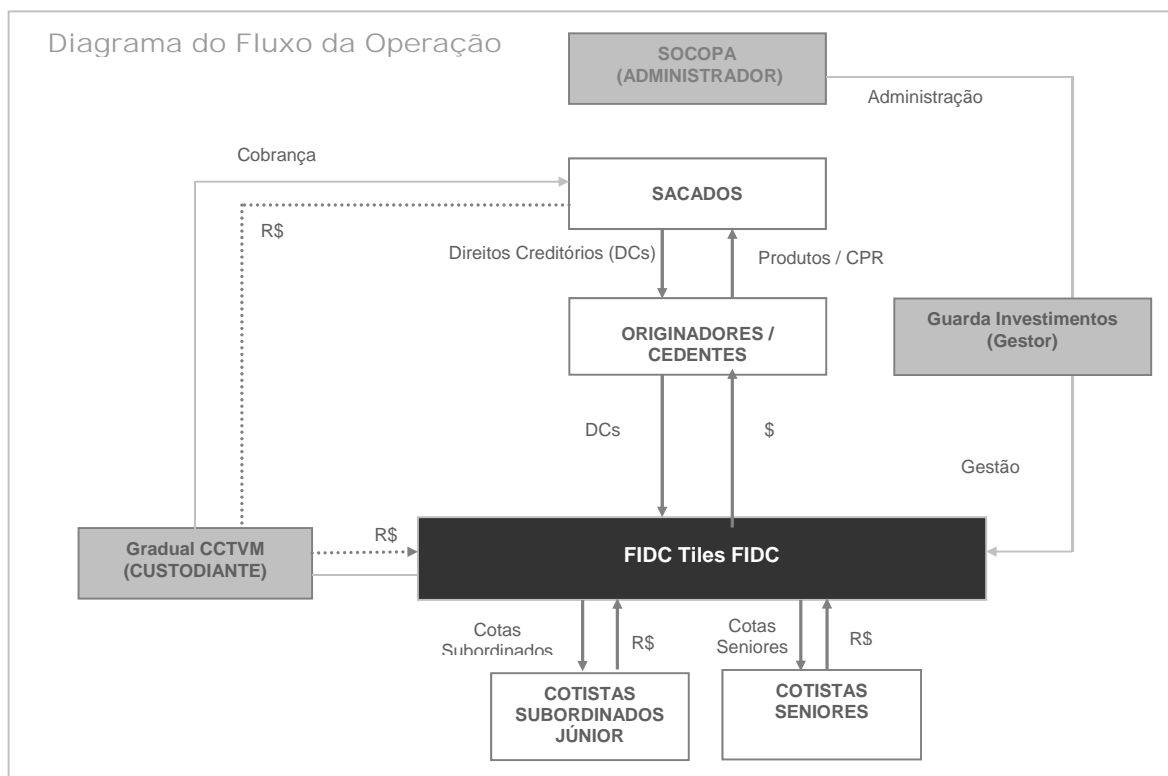 Diagrama do Fluxo da Operação
SOCOPA
(ADMINISTRADOR)
Administração
Cobrança
SACADOS
R$
Direitos Creditórios (DCs)
Produtos / CPR
ORIGINADORES /
CEDENTES
Guarda Investimentos
(Gestor)
DCs
$
Gestão
Gradual CCTVM
(CUSTODIANTE)
R$
FIDC Tiles FIDC
Cotas
Subordinados
R$
Cotas
Seniores
R$
COTISTAS
SUBORDINADOS
JÚNIOR
COTISTAS
SENIORES